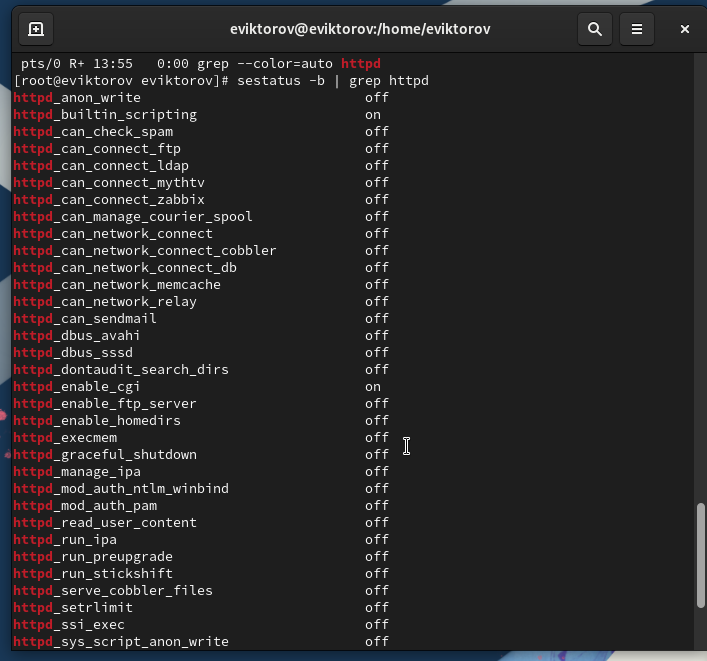 eviktorov@eviktorov:/home/eviktorov
pts/0 R+ 13:55   0:00 grep --color=auto httpd
[root@eviktorov eviktorov]# sestatus -b | grep httpd
httpd_anon_write                            off
httpd_builtin_scripting                     on
httpd_can_check_spam                        off
httpd_can_connect_ftp                       off
httpd_can_connect_ldap                      off
httpd_can_connect_mythtv                    off
httpd_can_connect_zabbix                    off
httpd_can_manage_courier_spool              off
httpd_can_network_connect                   off
httpd_can_network_connect_cobbler           off
httpd_can_network_connect_db                off
httpd_can_network_memcache                  off
httpd_can_network_relay                     off
httpd_can_sendmail                          off
httpd_dbus_avahi                            off
httpd_dbus_sssd                             off
httpd_dontaudit_search_dirs                 off
httpd_enable_cgi                            on
httpd_enable_ftp_server                     off
httpd_enable_homedirs                       off
httpd_execmem                               off
httpd_graceful_shutdown                     off
httpd_manage_ipa                            off
httpd_mod_auth_ntlm_winbind                 off
httpd_mod_auth_pam                          off
httpd_read_user_content                     off
httpd_run_ipa                               off
httpd_run_preupgrade                        off
httpd_run_stickshift                        off
httpd_serve_cobbler_files                   off
httpd_setrlimit                             off
httpd_ssi_exec                              off
httpd_sys_script_anon_write                 off